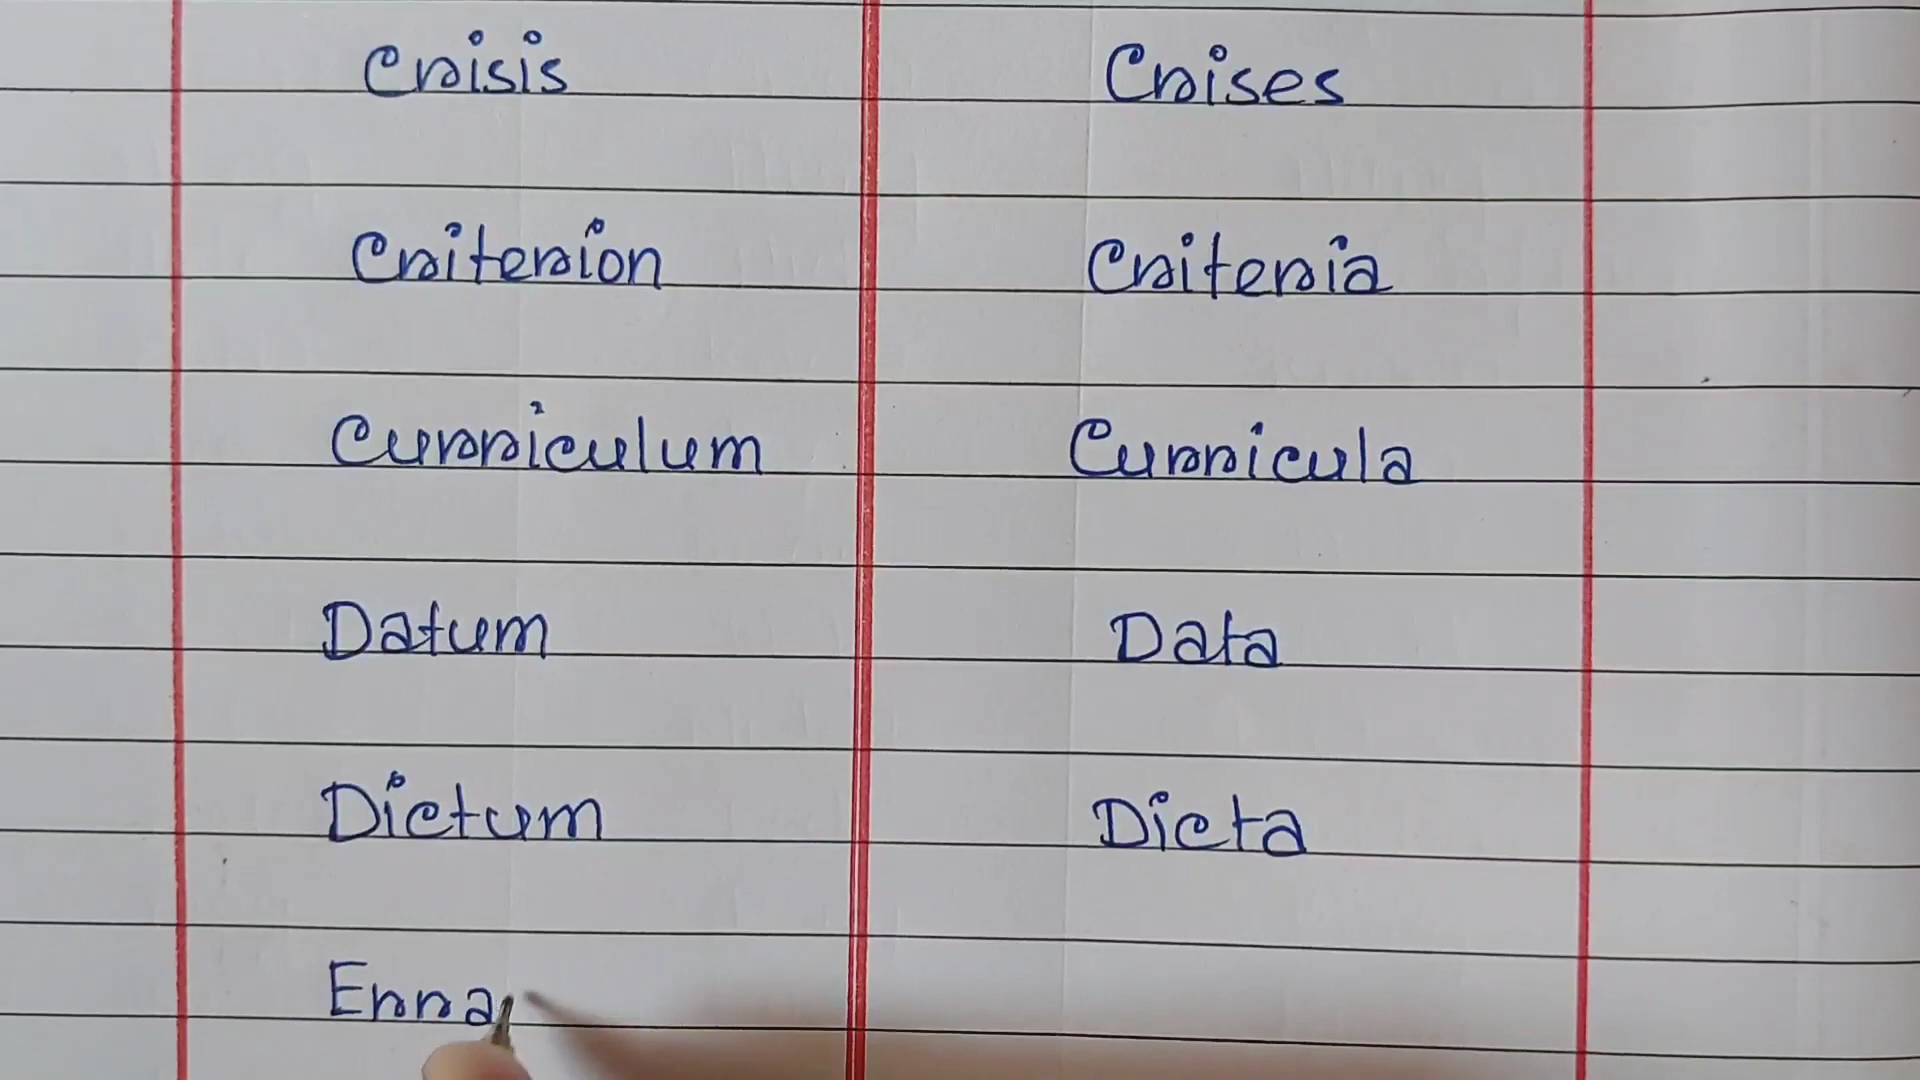 Crisis Crises
Criterion Criteria
Curriculum Curricula
Datum Data
Dictum Dicta
Erra